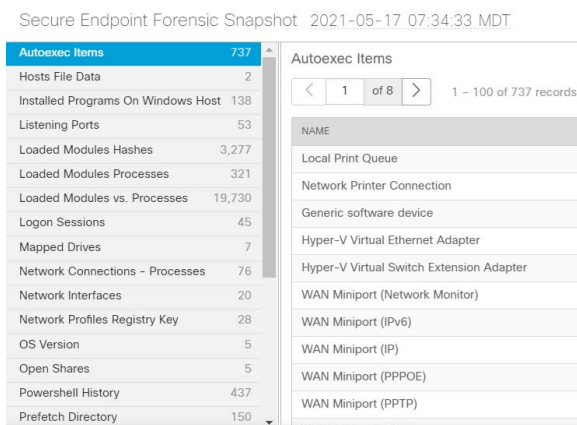 Secure Endpoint Forensic Snapshot 2021-05-17 07:34:33 MDT
Autoexec Items 737
Hosts File Data 2
Installed Programs On Windows Host 138
Listening Ports 53
Loaded Modules Hashes 3,277
Loaded Modules Processes 321
Loaded Modules vs. Processes 19,730
Logon Sessions 45
Mapped Drives 7
Network Connections - Processes 76
Network Interfaces 20
Network Profiles Registry Key 28
OS Version 5
Open Shares 5
Powershell History 437
Prefetch Directory 150
Autoexec Items
1 of 8 1 - 100 of 737 records
NAME
Local Print Queue
Network Printer Connection
Generic software device
Hyper-V Virtual Ethernet Adapter
Hyper-V Virtual Switch Extension Adapter
WAN Miniport (Network Monitor)
WAN Miniport (IPv6)
WAN Miniport (IP)
WAN Miniport (PPPOE)
WAN Miniport (PPTP)